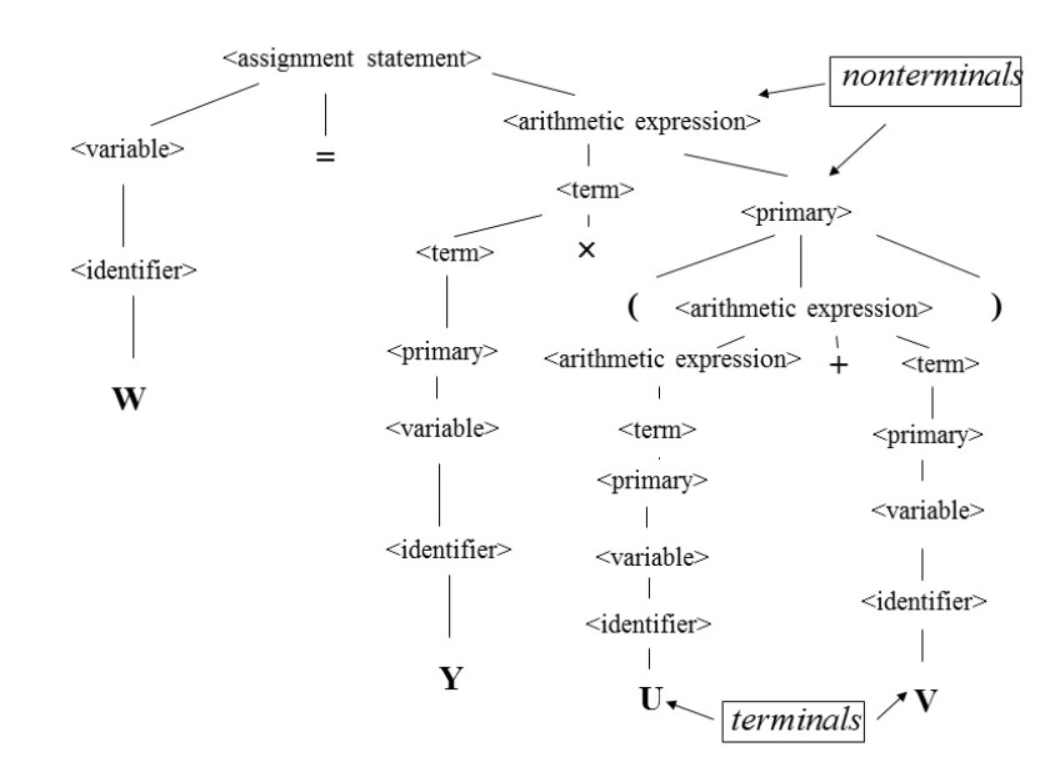 <assignment statement>
nonterminals
<arithmetic expression>
<variable>
=
<term>
<primary>
<term>
×
<identifier>
( <arithmetic expression> )
<primary>
<arithmetic expression> + <term>
W
<variable>
<term>
<primary>
<primary>
<variable>
<identifier>
<variable>
<identifier>
<identifier>
Y
U
V
terminals